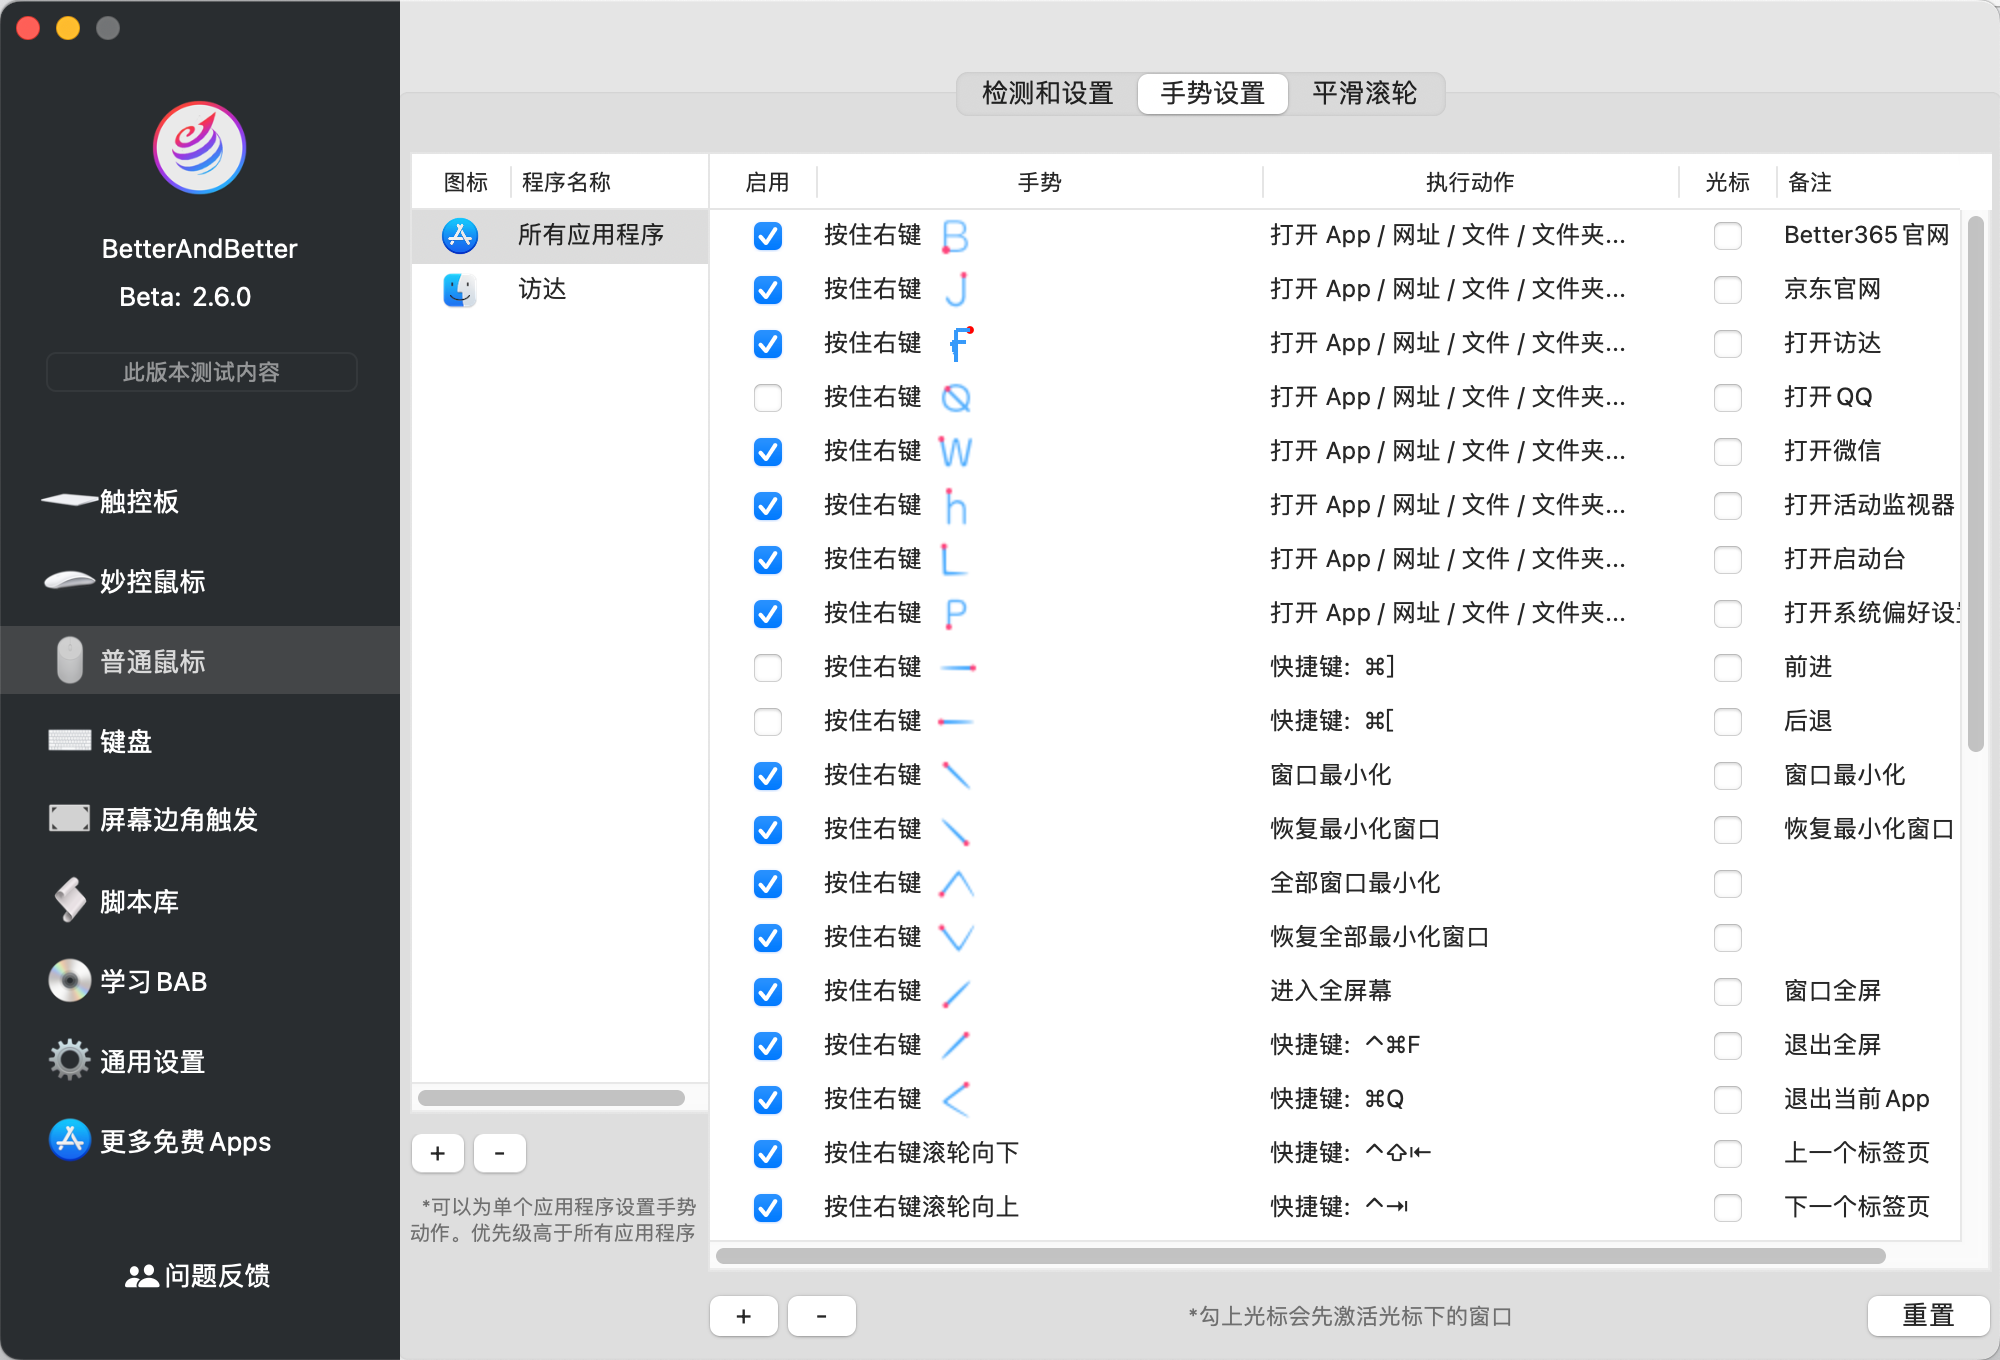 检测和设置 手势设置 平滑滚轮
BetterAndBetter
Beta: 2.6.0
此版本测试内容
触控板
妙控鼠标
普通鼠标
键盘
屏幕边角触发
脚本库
学习BAB
通用设置
更多免费Apps
问题反馈
图标 程序名称
所有应用程序
访达
+ -
*可以为单个应用程序设置手势
动作。优先级高于所有应用程序
启用 手势 执行动作 光标 备注
按住右键 B 打开 App / 网址 / 文件 / 文件夹... Better365官网
按住右键 J 打开 App / 网址 / 文件 / 文件夹... 京东官网
按住右键 F 打开 App / 网址 / 文件 / 文件夹... 打开访达
按住右键 Q 打开 App / 网址 / 文件 / 文件夹... 打开QQ
按住右键 W 打开 App / 网址 / 文件 / 文件夹... 打开微信
按住右键 h 打开 App / 网址 / 文件 / 文件夹... 打开活动监视器
按住右键 L 打开 App / 网址 / 文件 / 文件夹... 打开启动台
按住右键 P 打开 App / 网址 / 文件 / 文件夹... 打开系统偏好设
按住右键 快捷键: ⌘] 前进
按住右键 快捷键: ⌘[ 后退
按住右键 窗口最小化 窗口最小化
按住右键 恢复最小化窗口 恢复最小化窗口
按住右键 全部窗口最小化
按住右键 恢复全部最小化窗口
按住右键 进入全屏幕 窗口全屏
按住右键 快捷键: ^⌘F 退出全屏
按住右键 快捷键: ⌘Q 退出当前App
按住右键滚轮向下 快捷键: ^⇧⇤ 上一个标签页
按住右键滚轮向上 快捷键: ^⇥ 下一个标签页
+ - *勾上光标会先激活光标下的窗口 重置